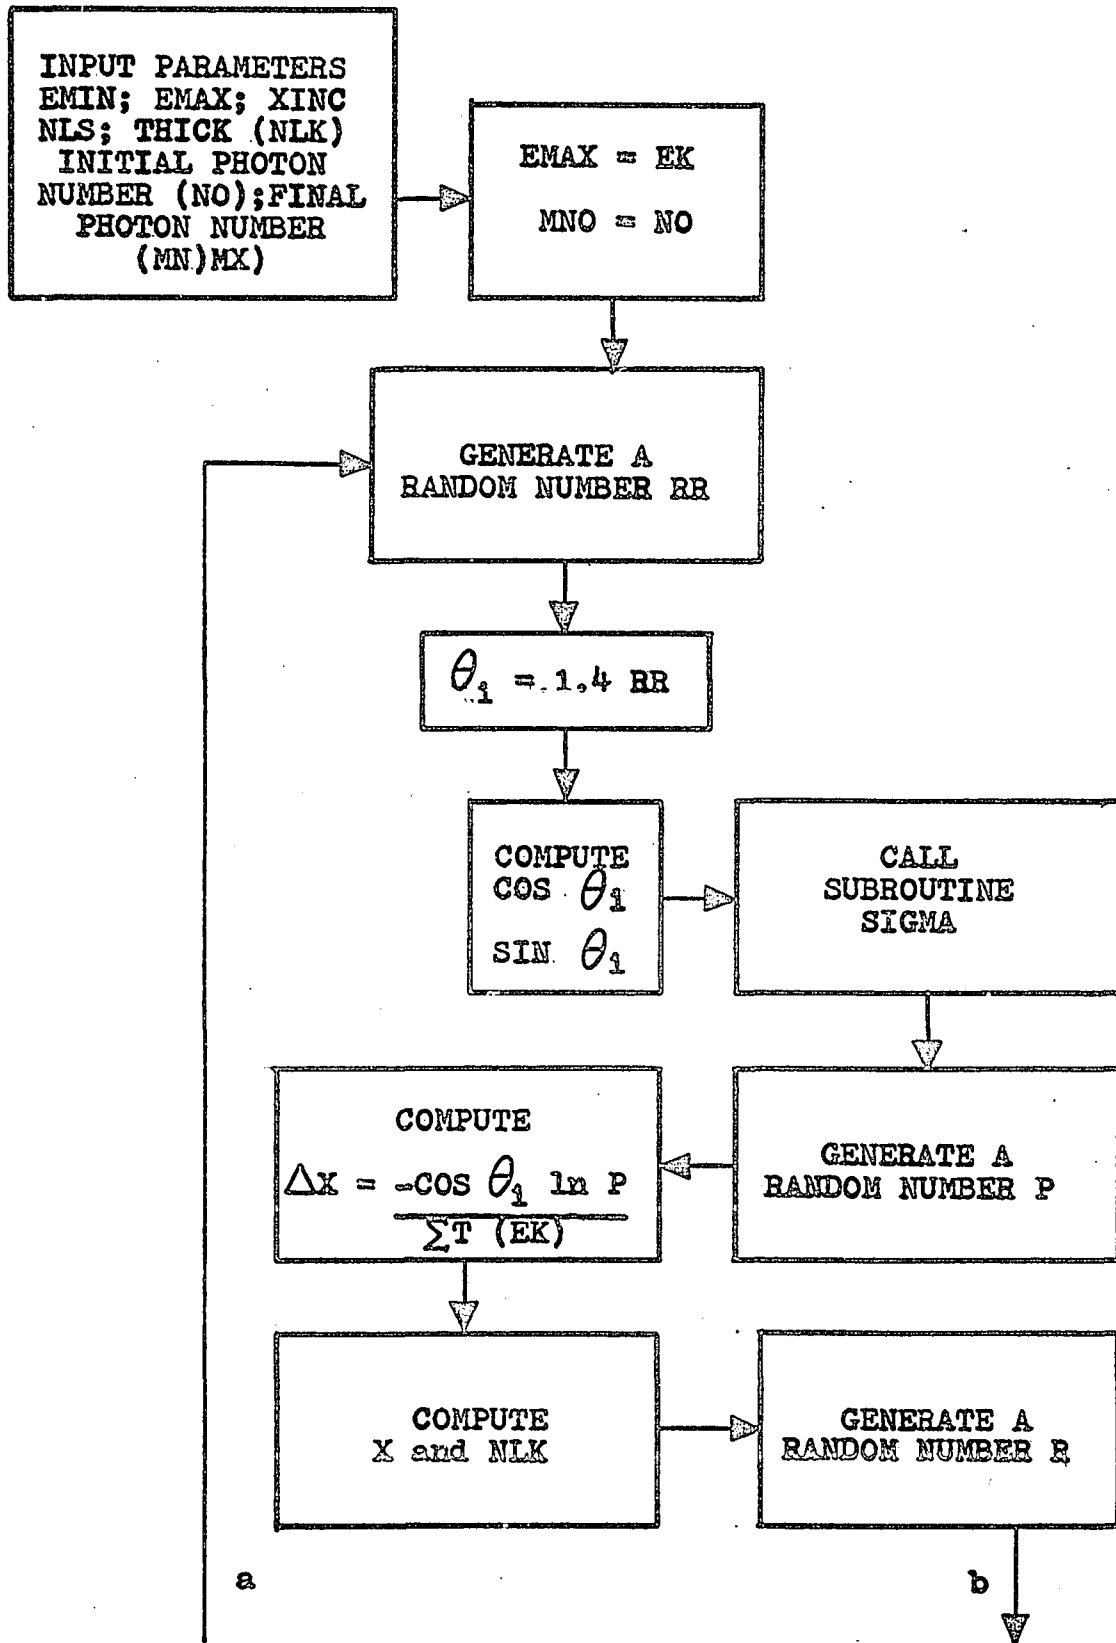 INPUT PARAMETERS
EMIN; EMAX; XINC
NLS; THICK (NLK)
INITIAL PHOTON
NUMBER (NO);FINAL
PHOTON NUMBER
(MN)MX)
EMAX = EK
MNO = NO
GENERATE A
RANDOM NUMBER RR
θ₁ = 1.4 RR
COMPUTE
COS θ₁
SIN θ₁
CALL
SUBROUTINE
SIGMA
GENERATE A
RANDOM NUMBER P
COMPUTE
ΔX = -COS θ₁ ln P
ΣT (EK)
COMPUTE
X and NLK
GENERATE A
RANDOM NUMBER R
a
b